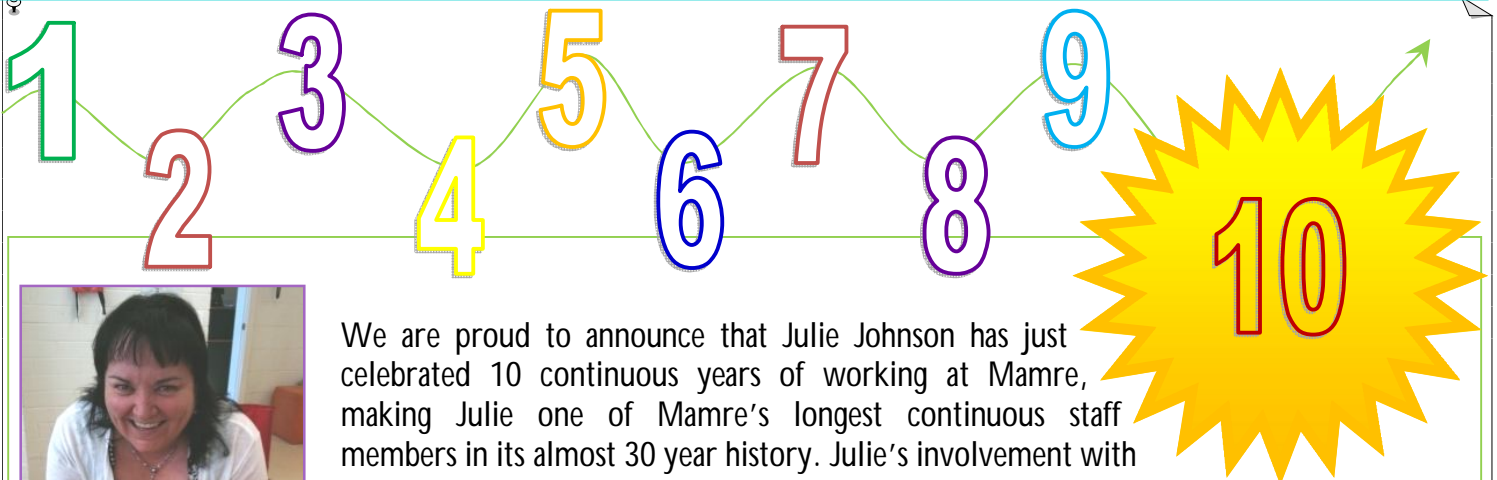 1 2 3 4 5 6 7 8 9 10
We are proud to announce that Julie Johnson has just
celebrated 10 continuous years of working at Mamre,
making Julie one of Mamre's longest continuous staff
members in its almost 30 year history. Julie's involvement with